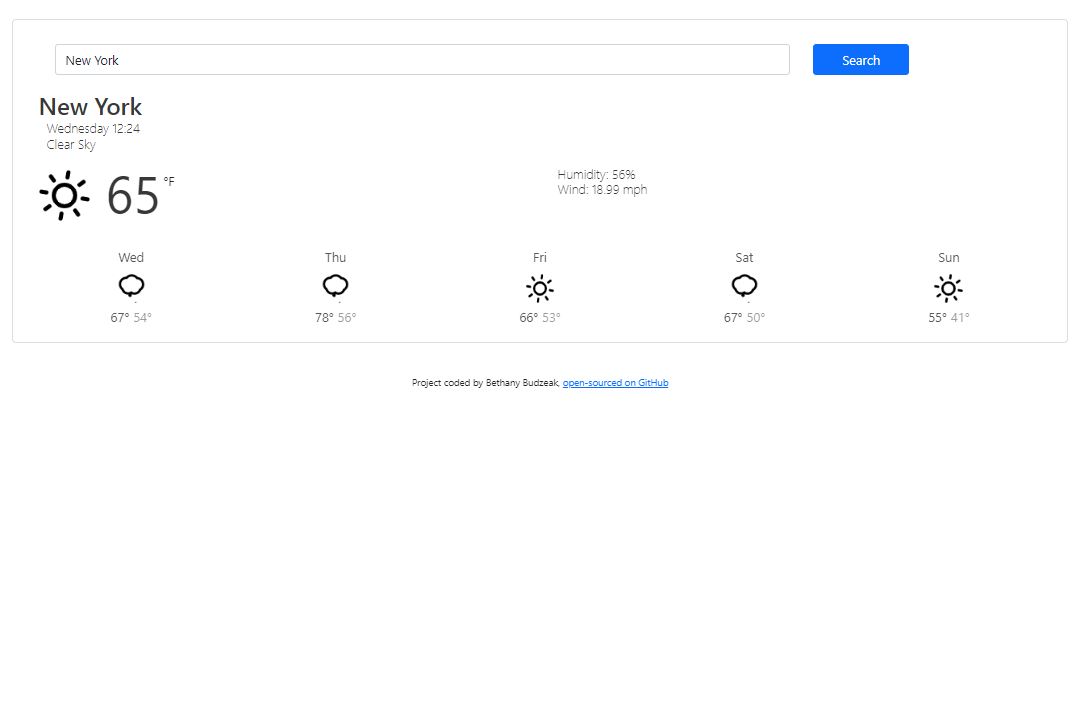 New York
Search
New York
Wednesday 12:24
Clear Sky
65 °F
Humidity: 56%
Wind: 18.99 mph
Wed Thu Fri Sat Sun
67° 54° 78° 56° 66° 53° 67° 50° 55° 41°
Project coded by Bethany Budzeak, open-sourced on GitHub